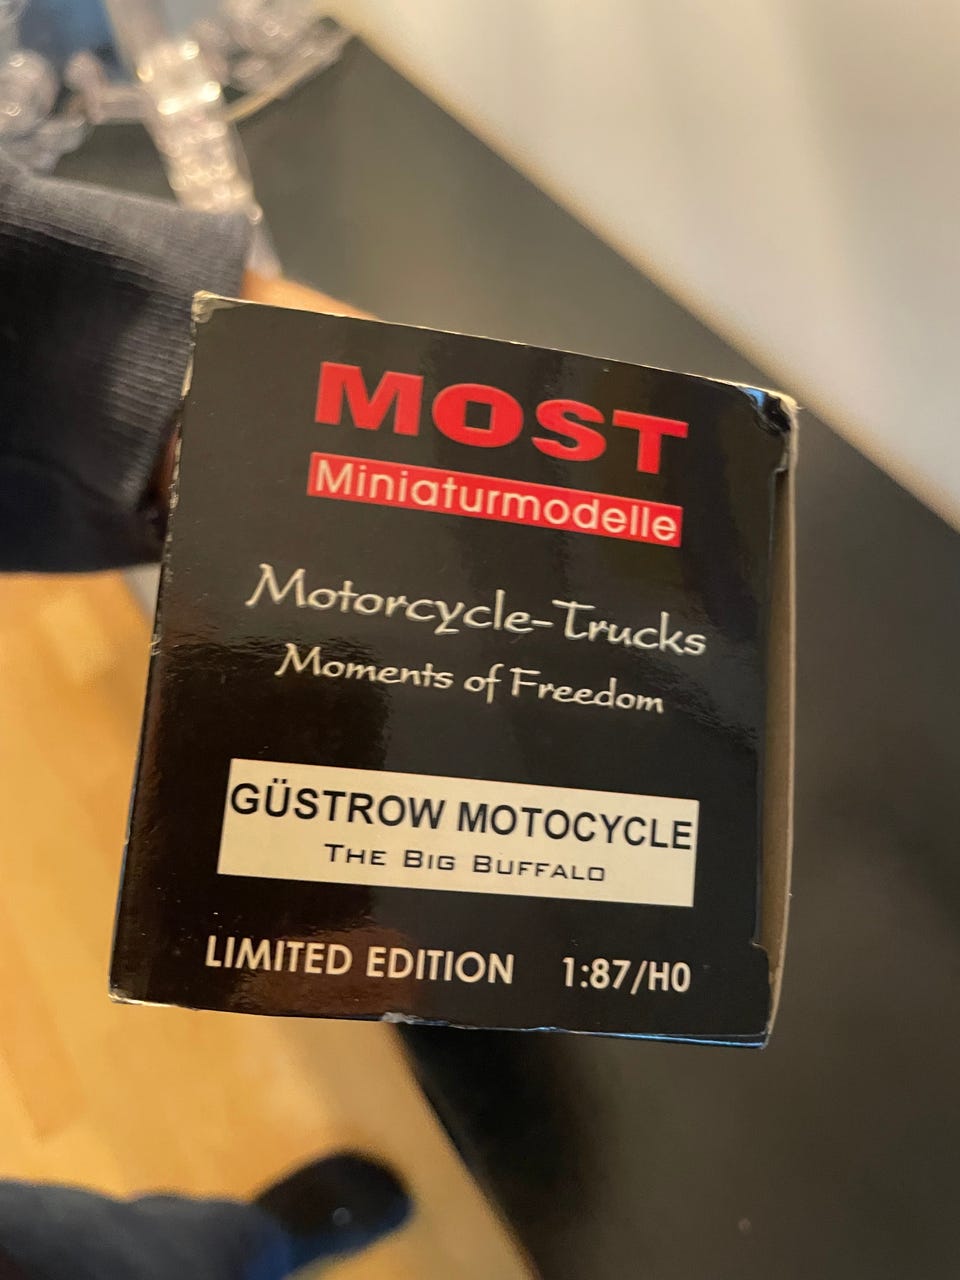 MOST
Miniaturmodelle
Motorcycle-Trucks
Moments of Freedom
GÜSTROW MOTOCYCLE
THE BIG BUFFALO
LIMITED EDITION 1:87/H0